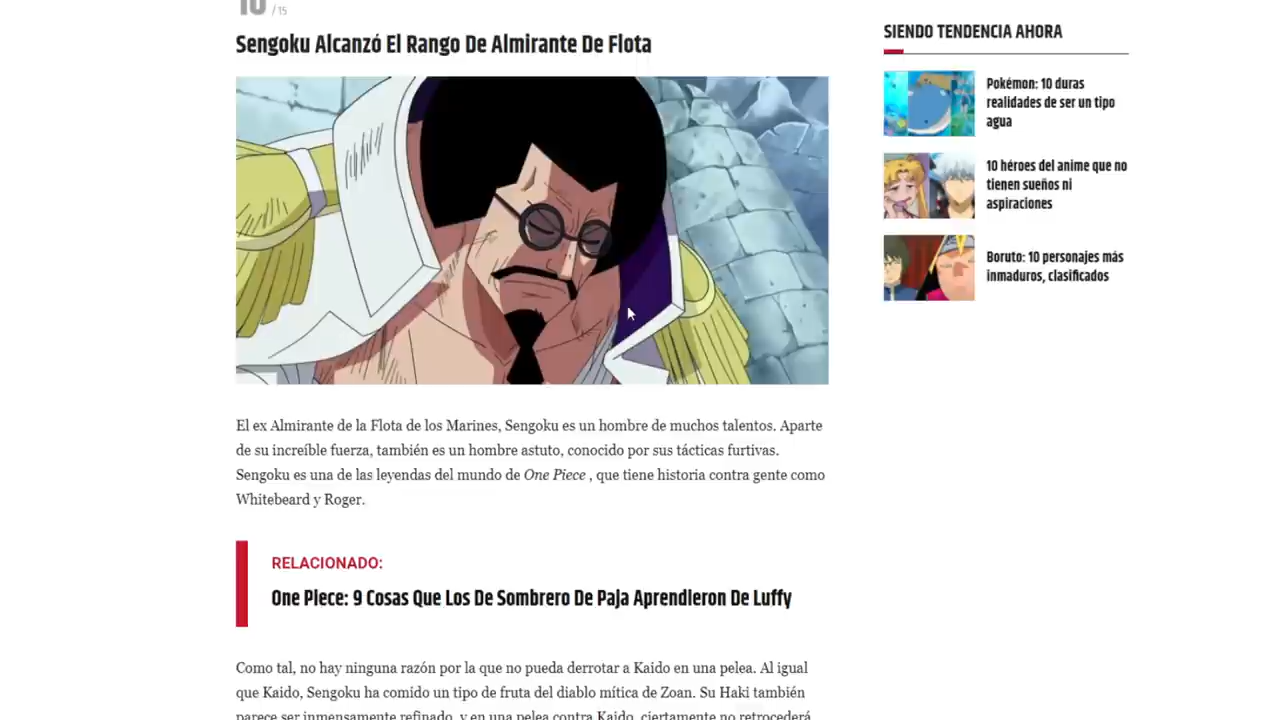 10 /15
Sengoku Alcanzó El Rango De Almirante De Flota
El ex Almirante de la Flota de los Marines, Sengoku es un hombre de muchos talentos. Aparte
de su increíble fuerza, también es un hombre astuto, conocido por sus tácticas furtivas.
Sengoku es una de las leyendas del mundo de One Piece , que tiene historia contra gente como
Whitebeard y Roger.
RELACIONADO:
One Piece: 9 Cosas Que Los De Sombrero De Paja Aprendieron De Luffy
Como tal, no hay ninguna razón por la que no pueda derrotar a Kaido en una pelea. Al igual
que Kaido, Sengoku ha comido un tipo de fruta del diablo mítica de Zoan. Su Haki también
parece ser inmensamente refinado, y en una pelea contra Kaido, ciertamente no retrocederá
SIENDO TENDENCIA AHORA
Pokémon: 10 duras
realidades de ser un tipo
agua
10 héroes del anime que no
tienen sueños ni
aspiraciones
Boruto: 10 personajes más
inmaduros, clasificados